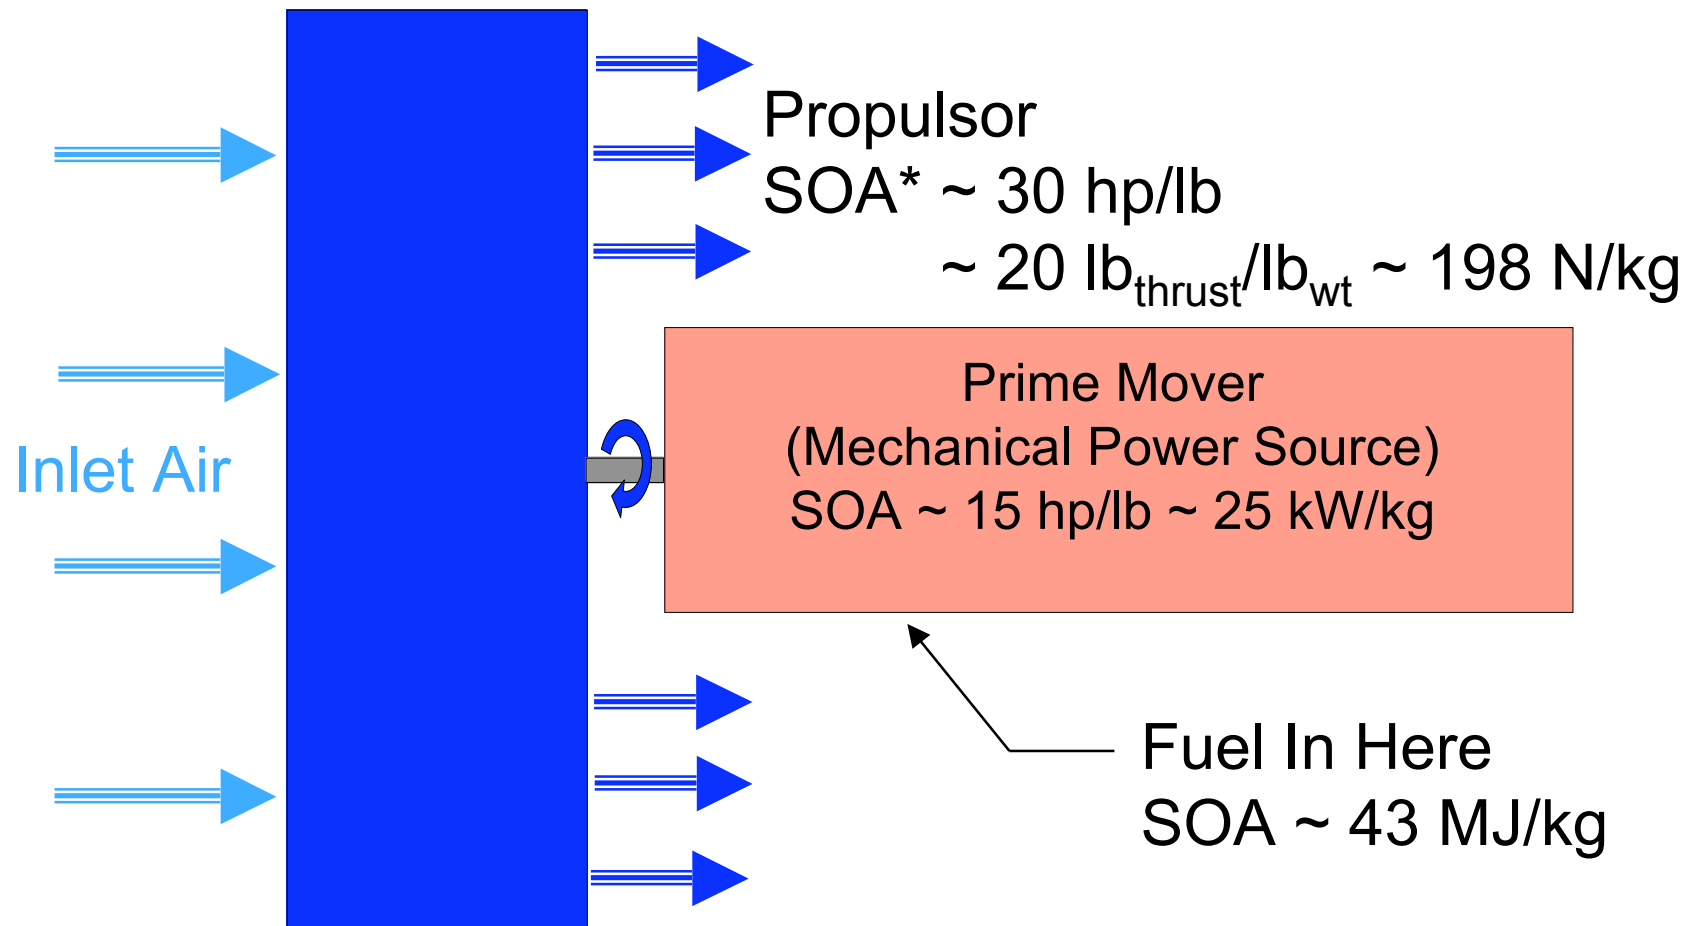 Propulsor
SOA* ~ 30 hp/lb
~ 20 lbthrust/lbwt ~ 198 N/kg
Prime Mover
(Mechanical Power Source)
SOA ~ 15 hp/lb ~ 25 kW/kg
Inlet Air
Fuel In Here
SOA ~ 43 MJ/kg